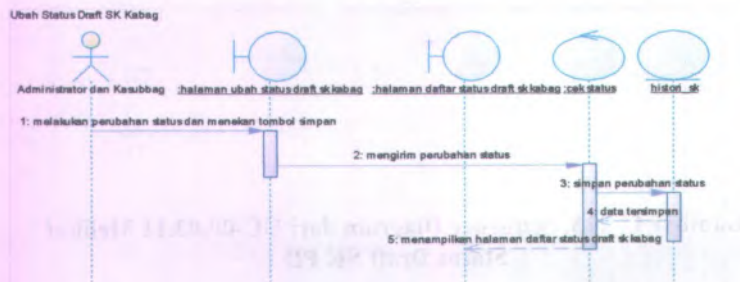 Ubah Status Draft SK Kabag
Administrator dan Kasubbag :halaman ubah status draft sk kabag :halaman daftar status draft sk kabag :cek status histori_sk
1: melakukan perubahan status dan menekan tombol simpan
2: mengirim perubahan status
3: simpan perubahan status
4: data tersimpan
5: menampilkan halaman daftar status draft sk kabag